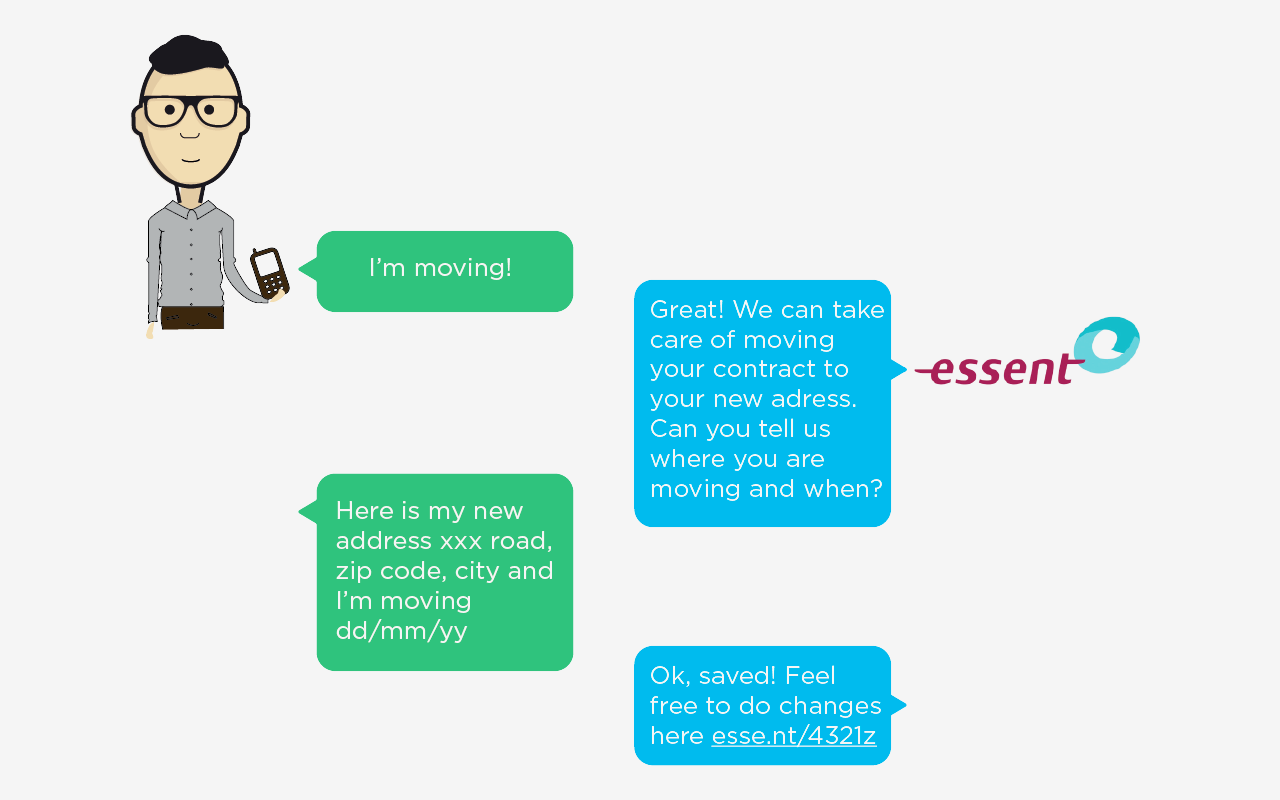 I’m moving!
Great! We can take
care of moving
your contract to
your new adress.
Can you tell us
where you are
moving and when?
essent
Here is my new
address xxx road,
zip code, city and
I’m moving
dd/mm/yy
Ok, saved! Feel
free to do changes
here esse.nt/4321z